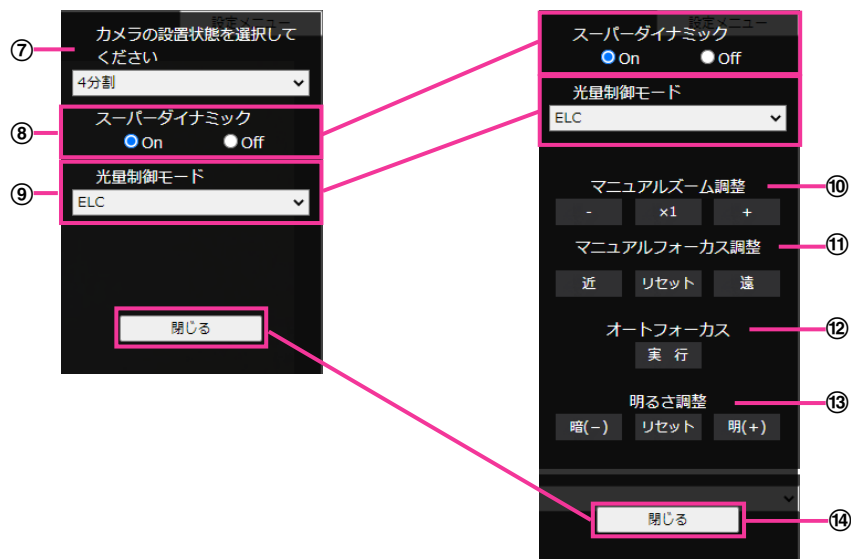 設定メニュー
⑦
カメラの設置状態を選択して
ください
4分割
⑧
スーパーダイナミック
On Off
⑨
光量制御モード
ELC
閉じる
設定メニュー
スーパーダイナミック
On Off
光量制御モード
ELC
マニュアルズーム調整
⑩
- ×1 +
マニュアルフォーカス調整
⑪
近 リセット 遠
オートフォーカス
⑫
実 行
明るさ調整
⑬
暗(−) リセット 明(+)
閉じる
⑭